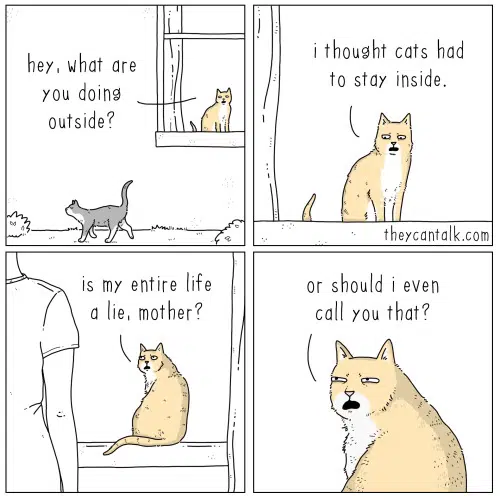 hey, what are
you doing
outside?
i thought cats had
to stay inside.
theycantalk.com
is my entire life
a lie, mother?
or should i even
call you that?